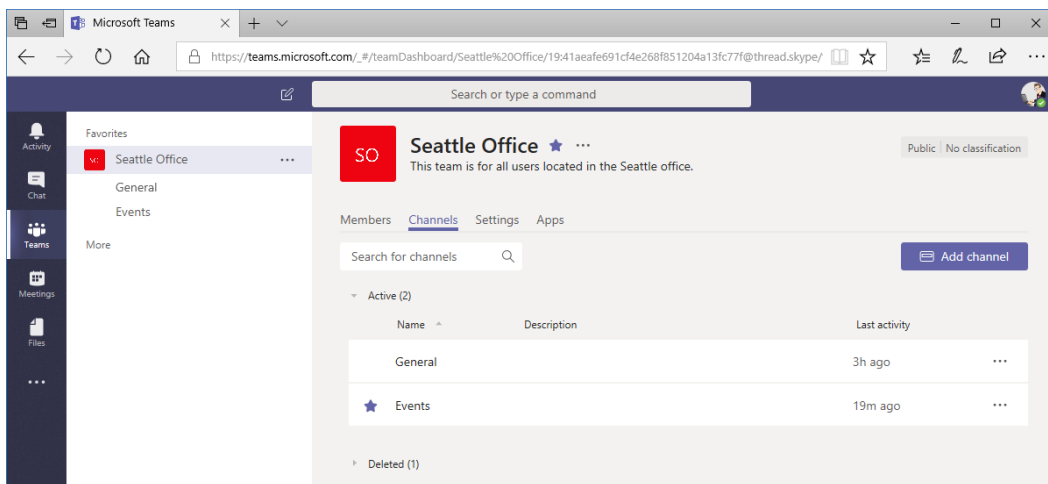 Microsoft Teams
https://teams.microsoft.com/_#/teamDashboard/Seattle%20Office/19:41aeafe691cf4e268f851204a13fc77f@thread.skype/
Search or type a command
Activity
Chat
Teams
Meetings
Files
Favorites
SO Seattle Office
General
Events
More
SO
Seattle Office
This team is for all users located in the Seattle office.
Public No classification
Members Channels Settings Apps
Search for channels
Add channel
Active (2)
Name Description Last activity
General 3h ago
Events 19m ago
Deleted (1)